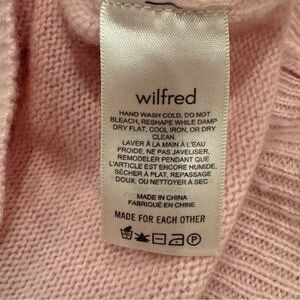 wilfred
HAND WASH COLD, DO NOT
BLEACH, RESHAPE WHILE DAMP
DRY FLAT, COOL IRON, OR DRY
CLEAN.
LAVER À LA MAIN À L'EAU
FROIDE, NE PAS JAVELISER,
REMODELER PENDANT QUE
L'ARTICLE EST ENCORE HUMIDE,
SÉCHER À PLAT, REPASSAGE
DOUX, OU NETTOYER À SEC
MADE IN CHINA
FABRIQUÉ EN CHINE
MADE FOR EACH OTHER
P